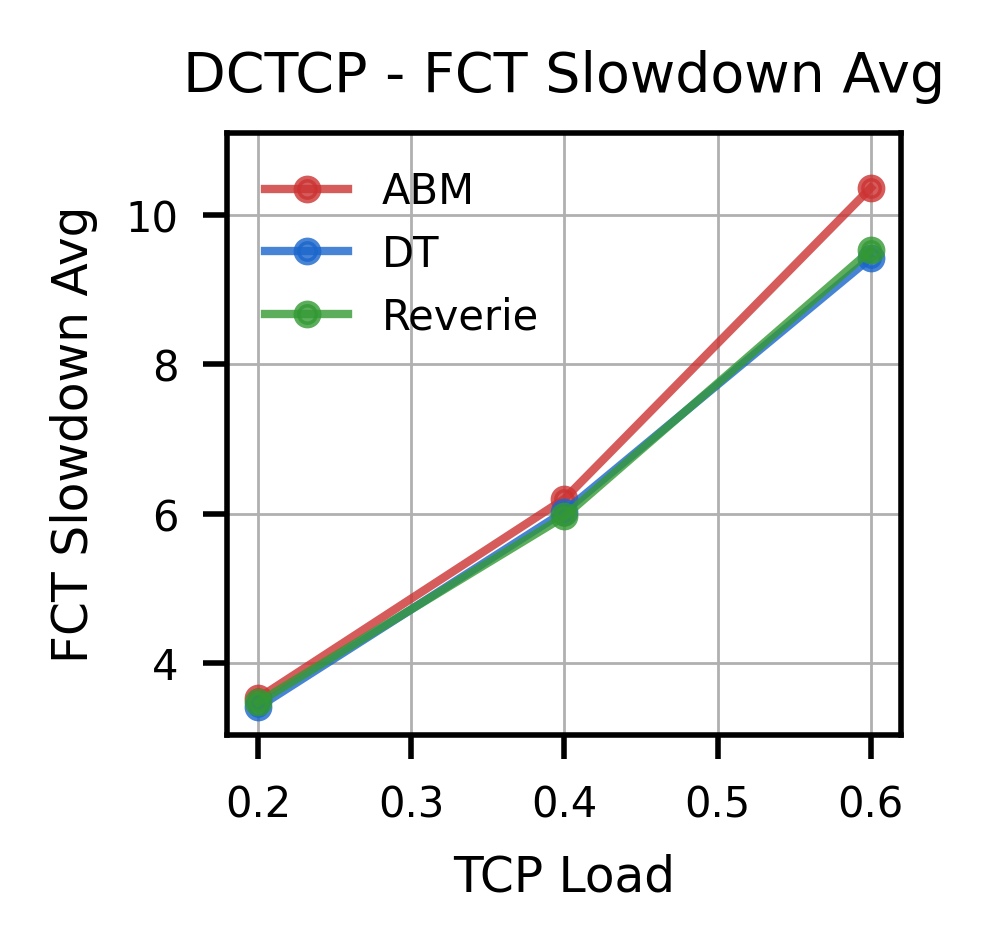 DCTCP - FCT Slowdown Avg
FCT Slowdown Avg
10
8
6
4
ABM
DT
Reverie
0.2 0.3 0.4 0.5 0.6
TCP Load